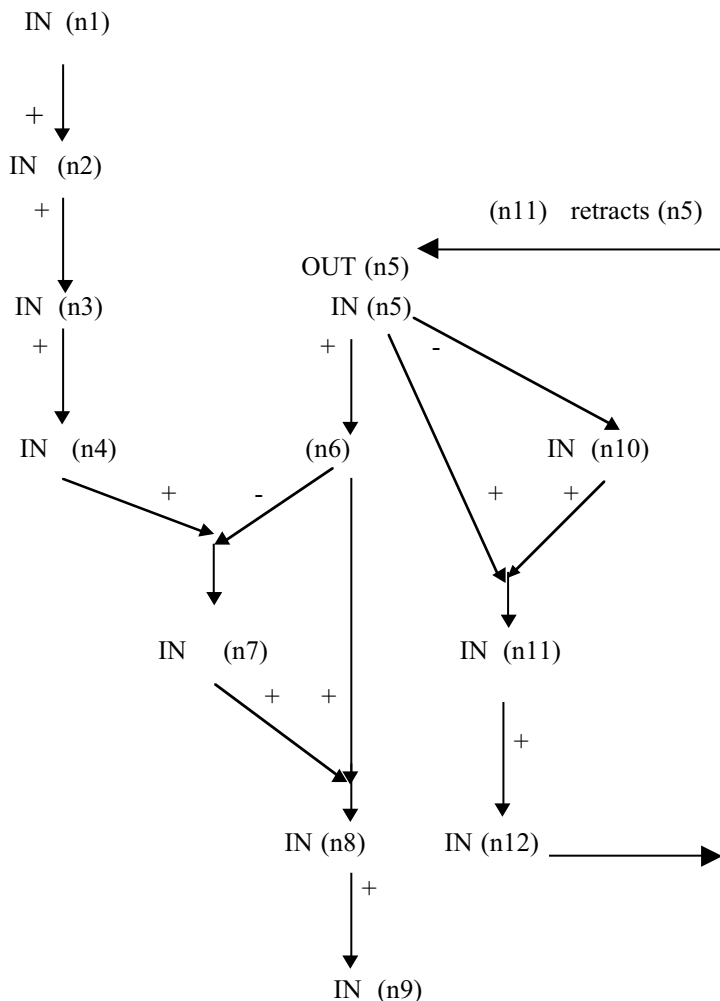 IN (n1)
+
IN (n2)
+
(n11) retracts (n5)
OUT (n5)
IN (n3)
IN (n5)
+
+
-
IN (n4)
(n6)
IN (n10)
+
-
+
+
IN (n7)
IN (n11)
+
+
+
IN (n8)
IN (n12)
+
IN (n9)